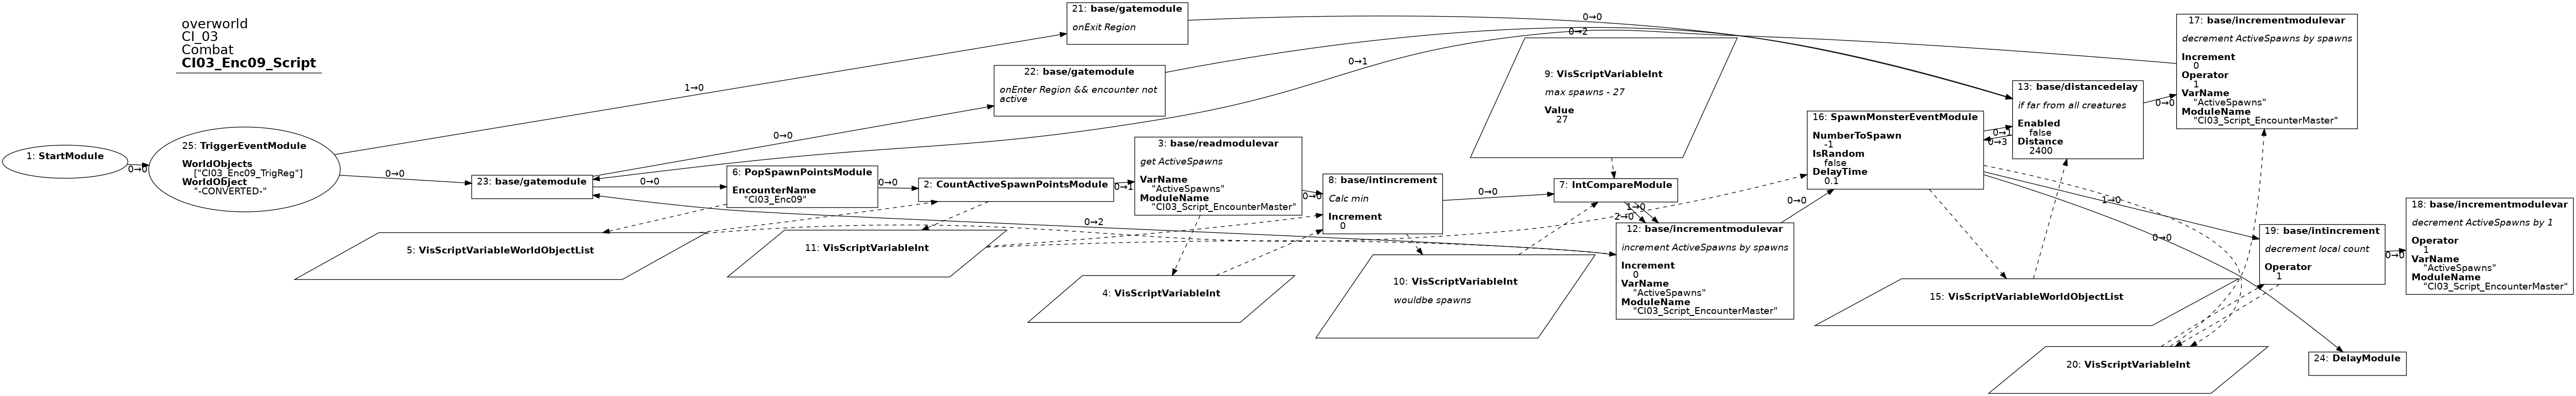 overworld
CI_03
Combat
CI03_Enc09_Script
1: StartModule
0→0
25: TriggerEventModule
WorldObjects
["CI03_Enc09_TrigReg"]
WorldObject
"-CONVERTED-"
1→0
0→0
21: base/gatemodule
onExit Region
0→0
22: base/gatemodule
onEnter Region && encounter not
active
0→2
23: base/gatemodule
0→0
0→0
6: PopSpawnPointsModule
EncounterName
"CI03_Enc09"
0→0
5: VisScriptVariableWorldObjectList
2: CountActiveSpawnPointsModule
0→1
11: VisScriptVariableInt
3: base/readmodulevar
get ActiveSpawns
VarName
"ActiveSpawns"
ModuleName
"CI03_Script_EncounterMaster"
0→0
4: VisScriptVariableInt
8: base/intincrement
Calc min
Increment
0
0→0
10: VisScriptVariableInt
wouldbe spawns
9: VisScriptVariableInt
max spawns - 27
Value
27
7: IntCompareModule
1→0
2→0
12: base/incrementmodulevar
increment ActiveSpawns by spawns
Increment
0
VarName
"ActiveSpawns"
ModuleName
"CI03_Script_EncounterMaster"
0→2
0→0
16: SpawnMonsterEventModule
NumberToSpawn
-1
IsRandom
false
DelayTime
0.1
0→1
0→3
1→0
0→0
13: base/distancedelay
if far from all creatures
Enabled
false
Distance
2400
0→0
15: VisScriptVariableWorldObjectList
17: base/incrementmodulevar
decrement ActiveSpawns by spawns
Increment
0
Operator
1
VarName
"ActiveSpawns"
ModuleName
"CI03_Script_EncounterMaster"
0→1
19: base/intincrement
decrement local count
Operator
1
0→0
18: base/incrementmodulevar
decrement ActiveSpawns by 1
Operator
1
VarName
"ActiveSpawns"
ModuleName
"CI03_Script_EncounterMaster"
20: VisScriptVariableInt
24: DelayModule